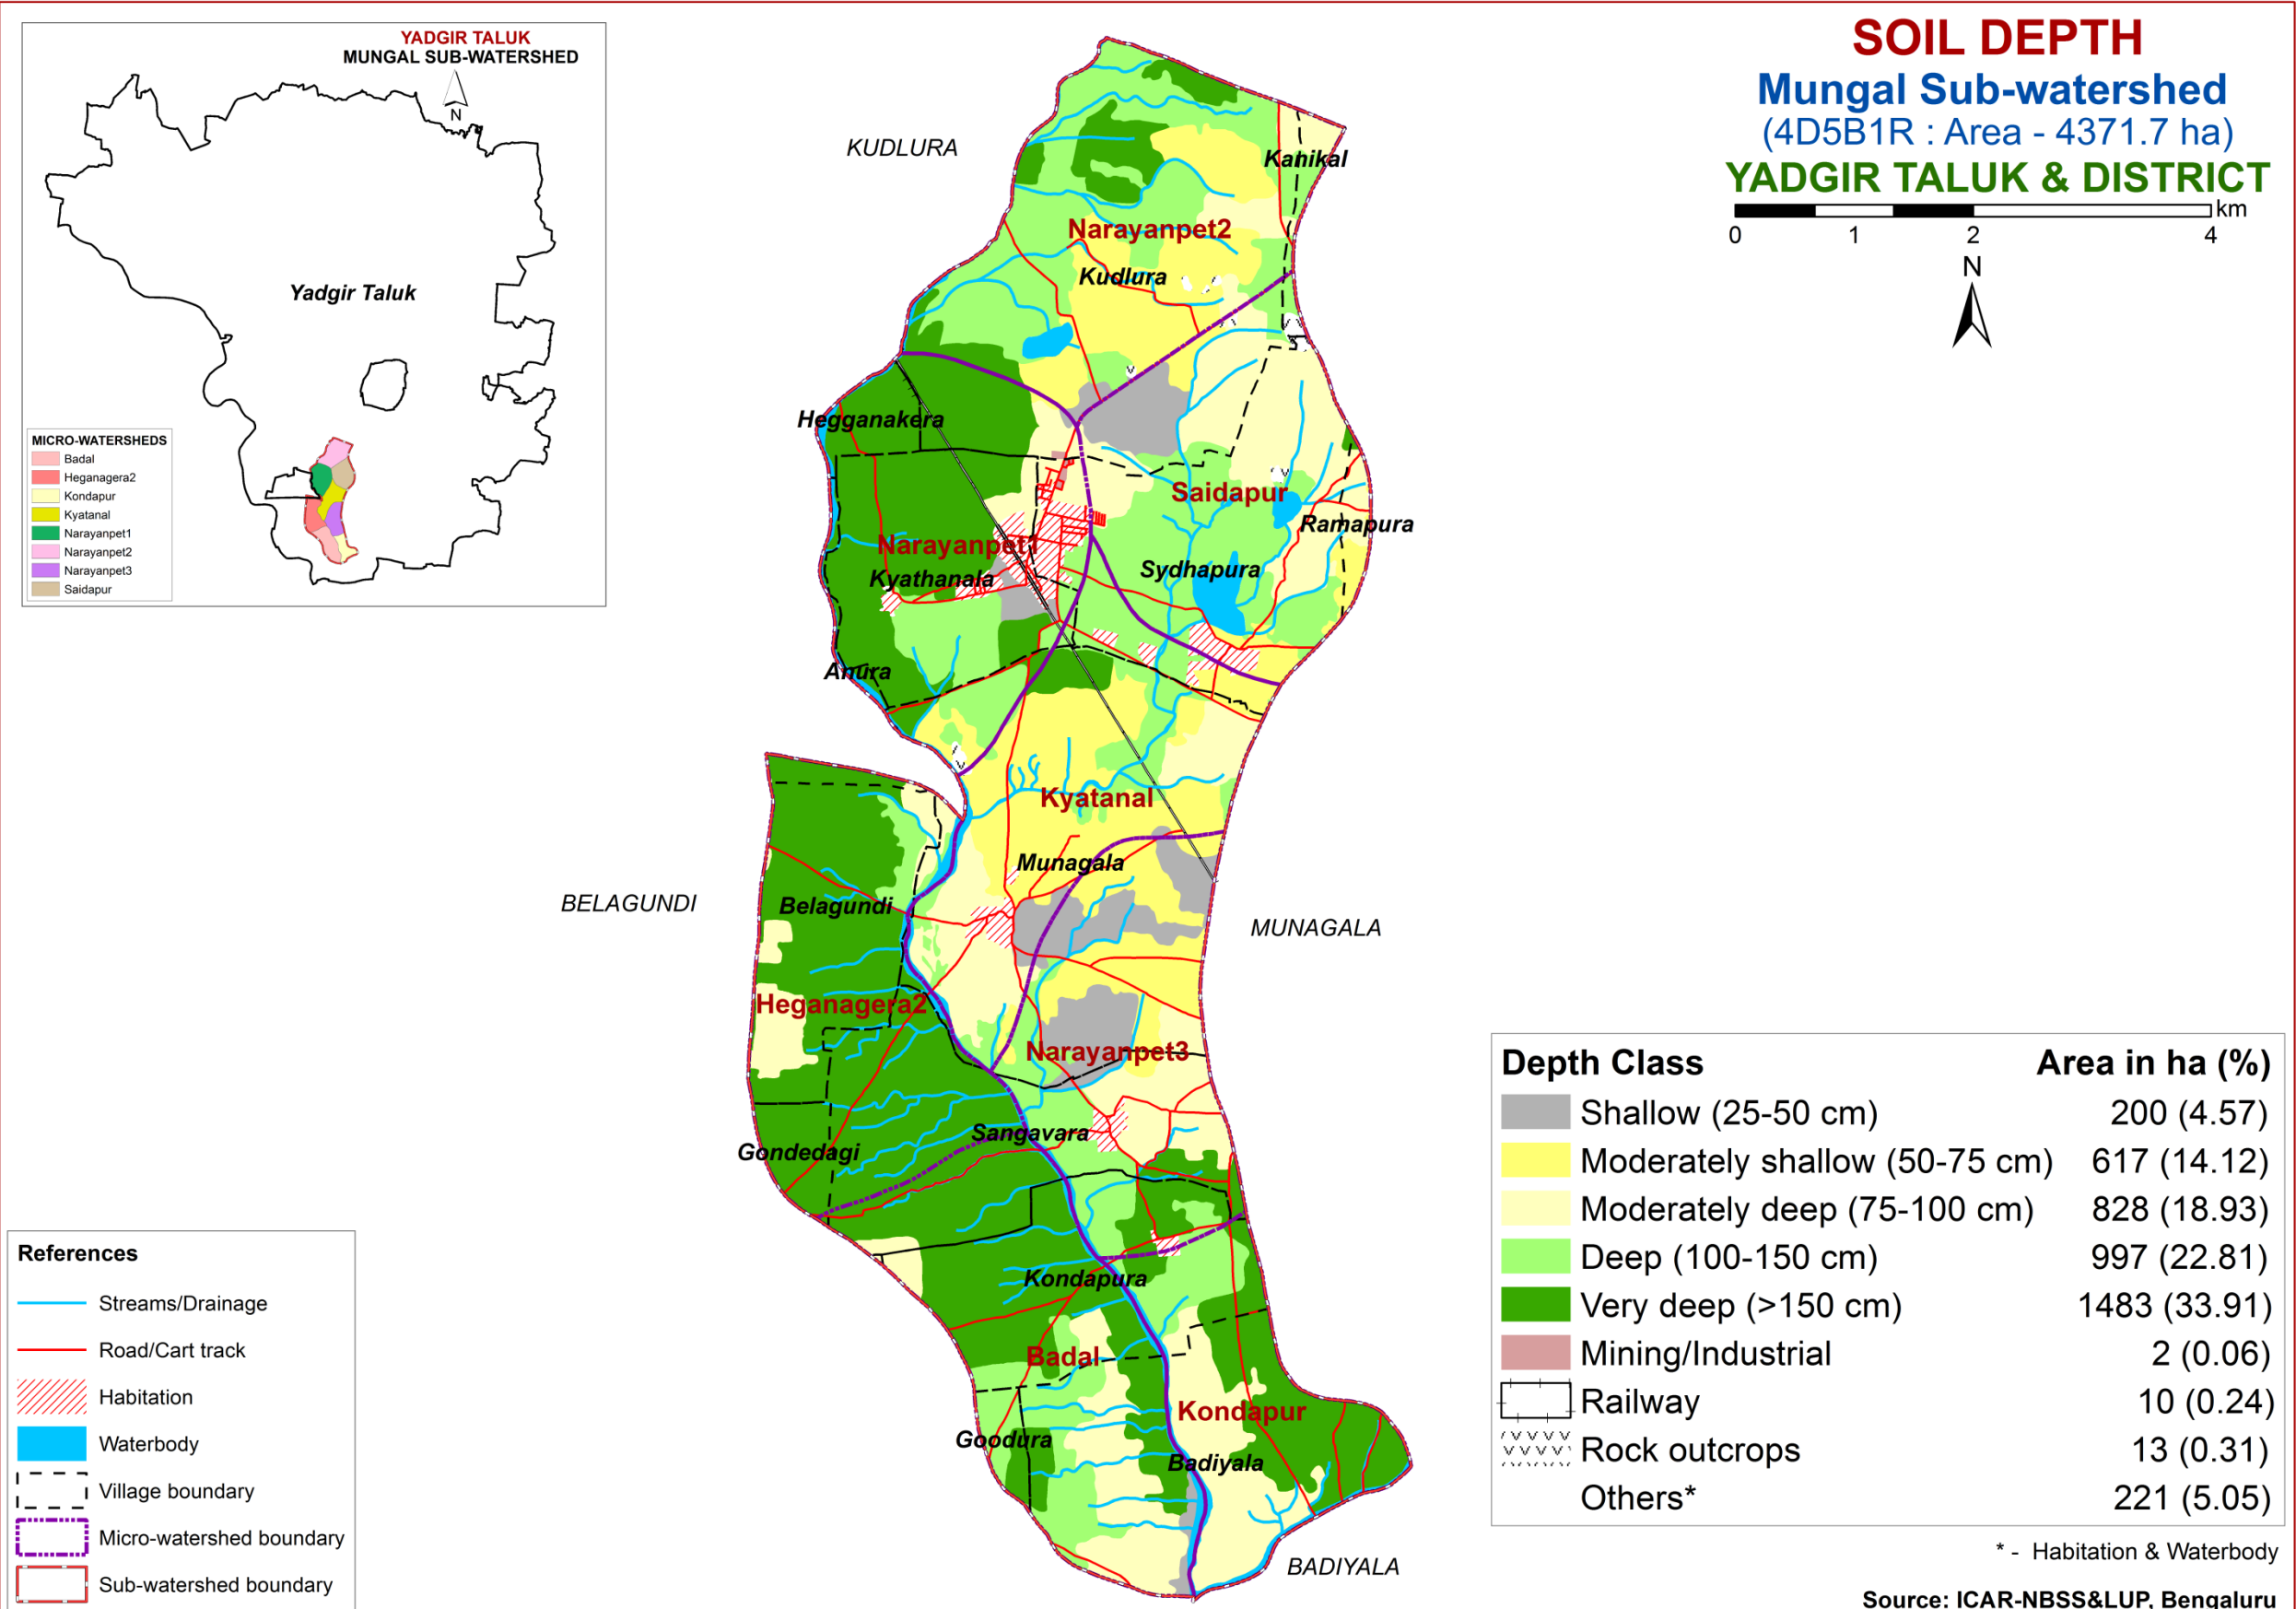 YADGIR TALUK
MUNGAL SUB-WATERSHED
N
Yadgir Taluk
MICRO-WATERSHEDS
Badal
Heganagera2
Kondapur
Kyatanal
Narayanpet1
Narayanpet2
Narayanpet3
Saidapur
SOIL DEPTH
Mungal Sub-watershed
(4D5B1R : Area - 4371.7 ha)
YADGIR TALUK & DISTRICT
km
0 1 2 4
N
KUDLURA
Kanikal
Narayanpet2
Kudlura
Hegganakera
Saidapur
Ramapura
Narayanpet1
Kyathanala
Sydhapura
Anura
Kyatanal
Munagala
BELAGUNDI
Belagundi
MUNAGALA
Heganagera2
Narayanpet3
Sangavara
Gondedagi
Kondapura
Badal
Kondapur
Goodura
Badiyala
BADIYALA
References
Streams/Drainage
Road/Cart track
Habitation
Waterbody
Village boundary
Micro-watershed boundary
Sub-watershed boundary
Depth Class Area in ha (%)
Shallow (25-50 cm) 200 (4.57)
Moderately shallow (50-75 cm) 617 (14.12)
Moderately deep (75-100 cm) 828 (18.93)
Deep (100-150 cm) 997 (22.81)
Very deep (>150 cm) 1483 (33.91)
Mining/Industrial 2 (0.06)
Railway 10 (0.24)
Rock outcrops 13 (0.31)
Others* 221 (5.05)
* - Habitation & Waterbody
Source: ICAR-NBSS&LUP, Bengaluru